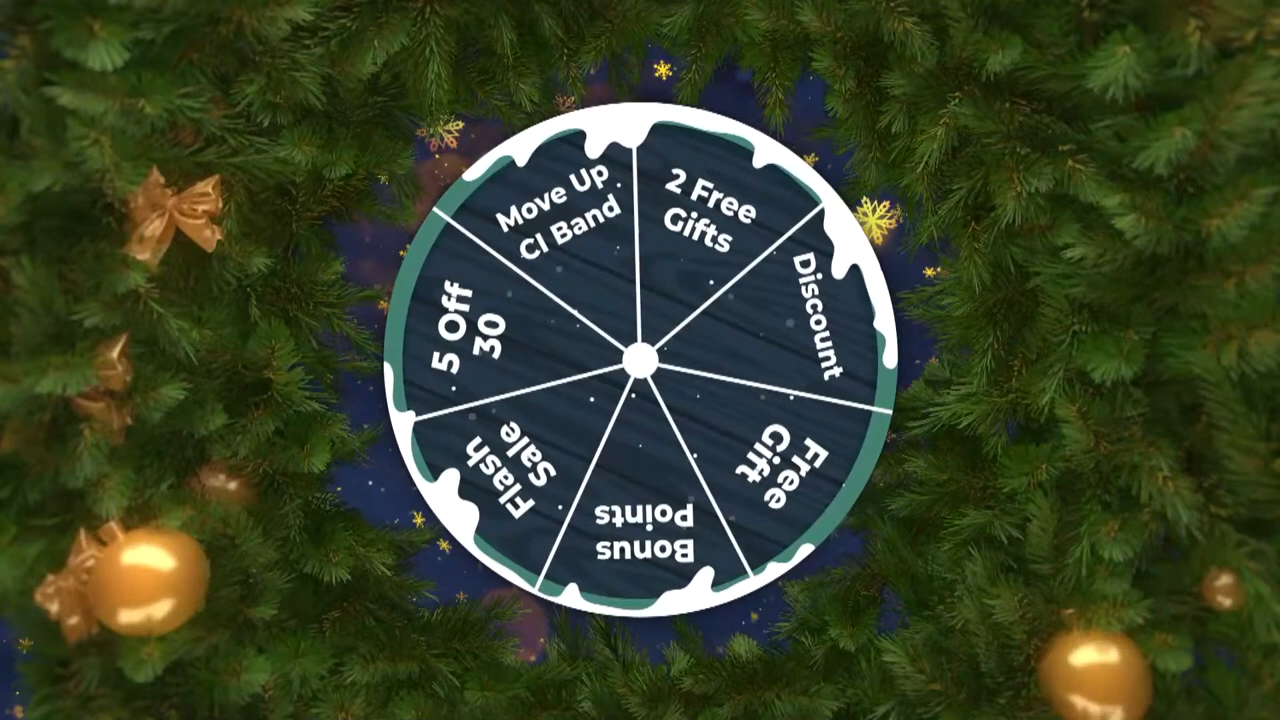 2 Free
Gifts
Discount
Free
Gift
Bonus
Points
Flash
Sale
5 Off
30
Move Up
CI Band